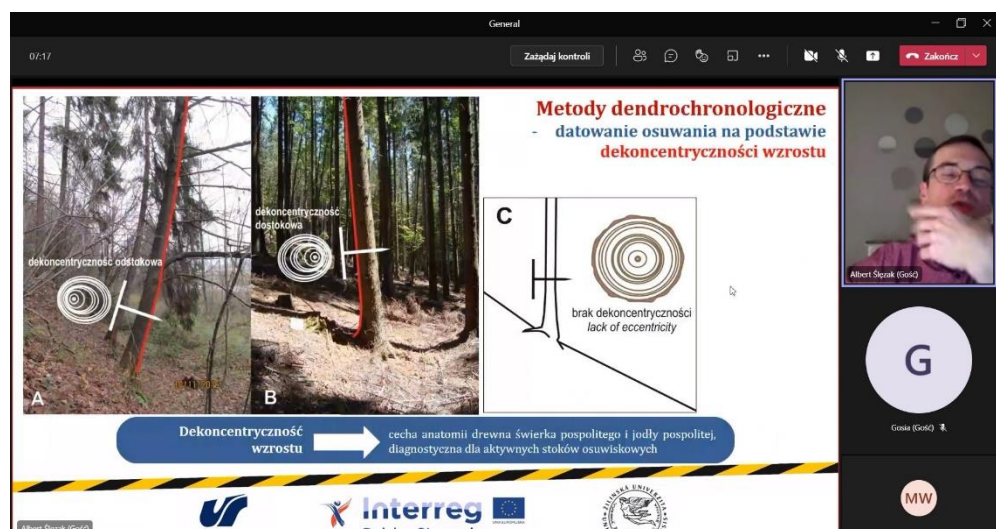 General
07:17
Zażądaj kontroli
Zakończ
Metody dendrochronologiczne
- datowanie osuwania na podstawie
dekoncentryczności wzrostu
dekoncentryczność odstokowa
A
dekoncentryczność
dostokowa
B
C
brak dekoncentryczności
lack of eccentricity
Dekoncentryczność
wzrostu
cecha anatomii drewna świerka pospolitego i jodły pospolitej,
diagnostyczna dla aktywnych stoków osuwiskowych
Interreg
Albert Ślęzak (Gość)
G
Gosia (Gość)
MW